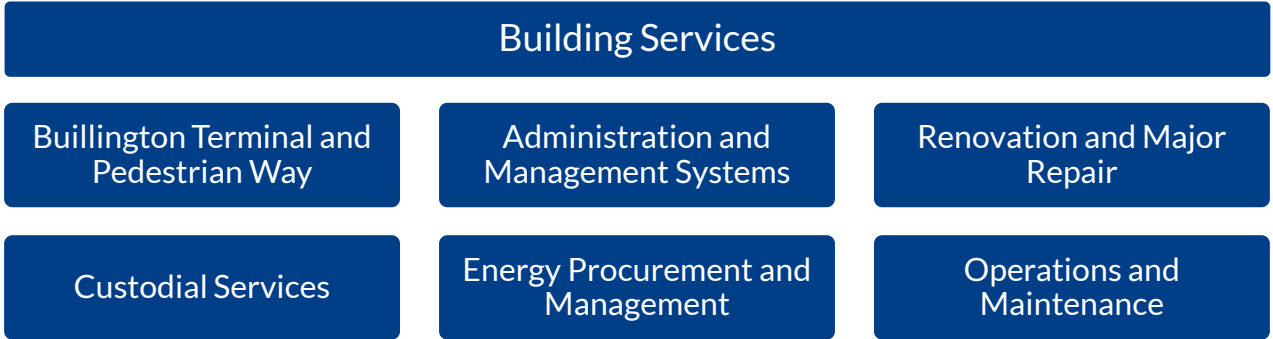 Building Services
Buillington Terminal and
Pedestrian Way
Administration and
Management Systems
Renovation and Major
Repair
Custodial Services
Energy Procurement and
Management
Operations and
Maintenance